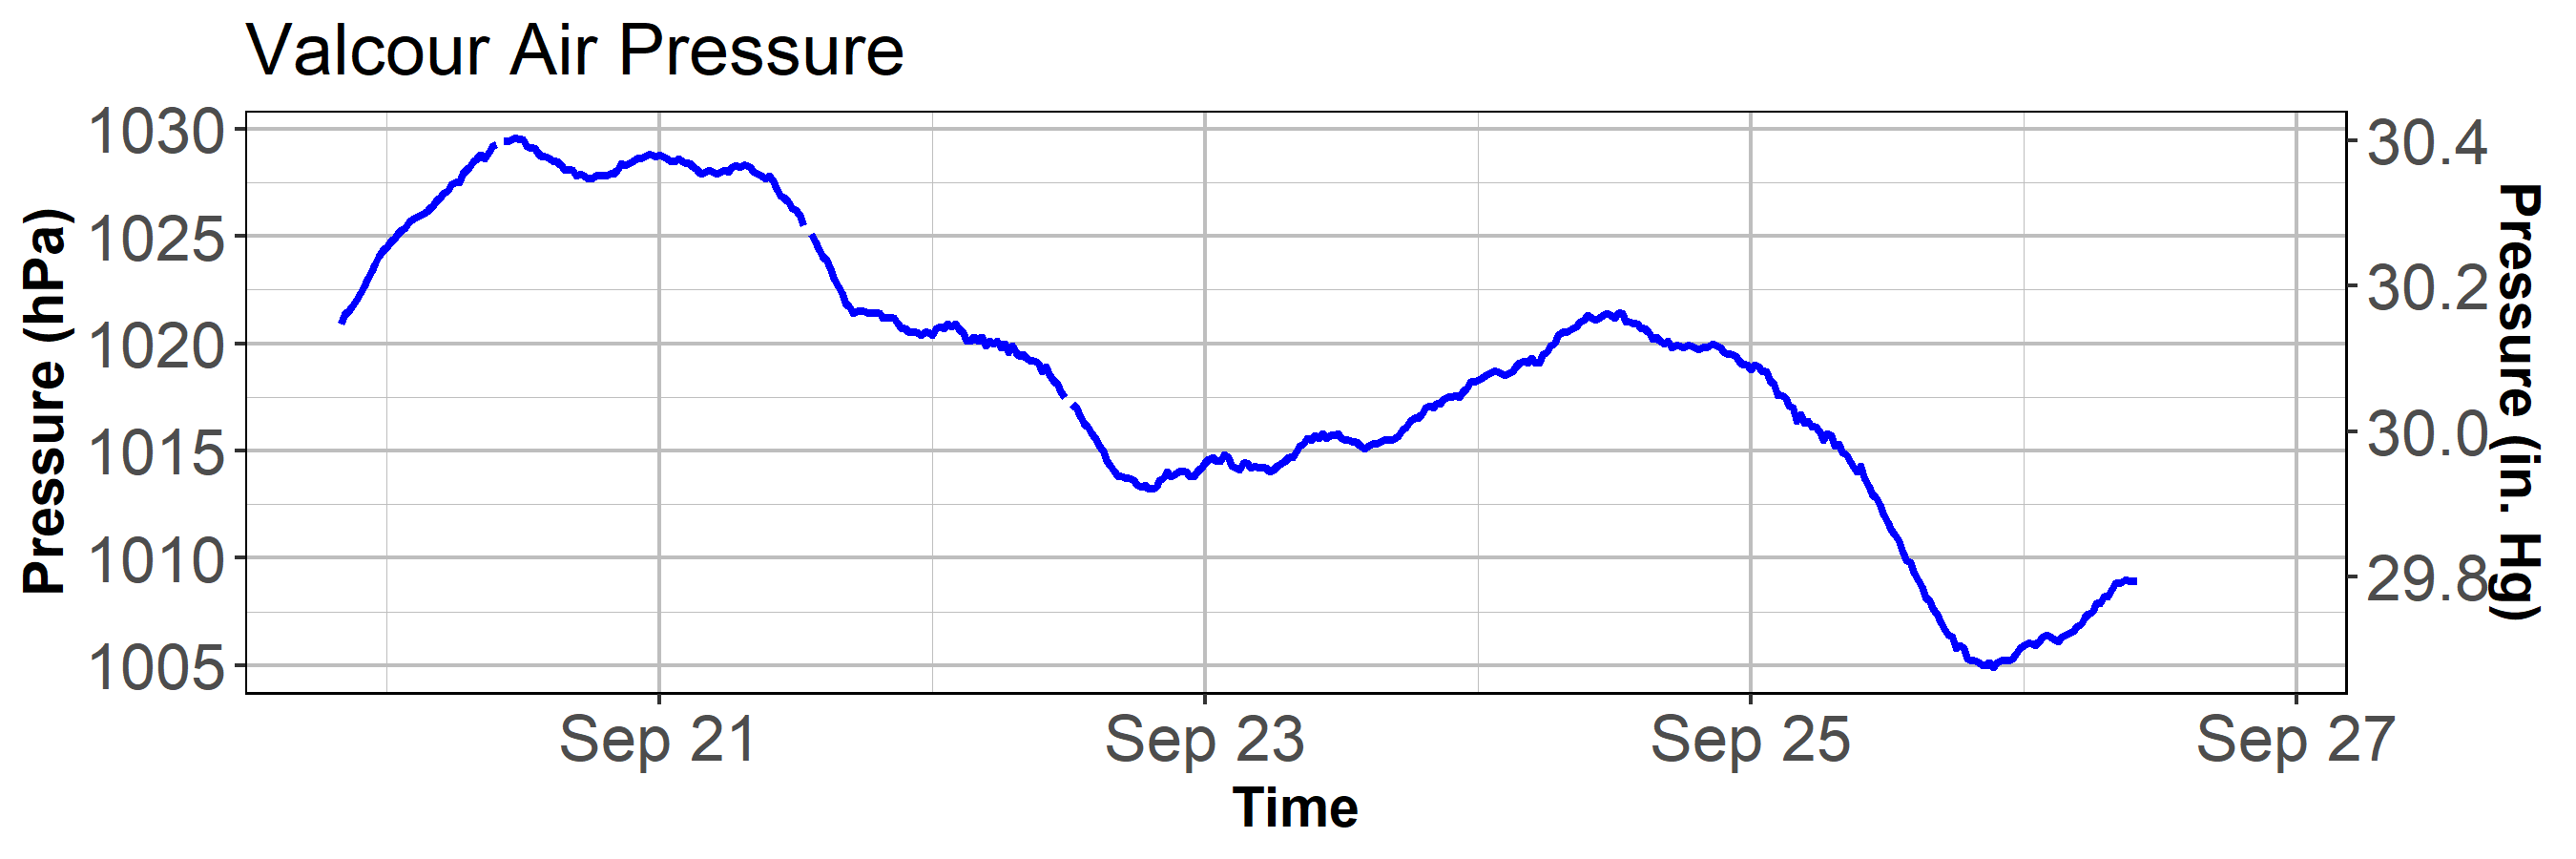 Valcour Air Pressure
Pressure (hPa)
1030
1025
1020
1015
1010
1005
30.4
30.2
30.0
29.8
Pressure (in. Hg)
Sep 21
Sep 23
Sep 25
Sep 27
Time